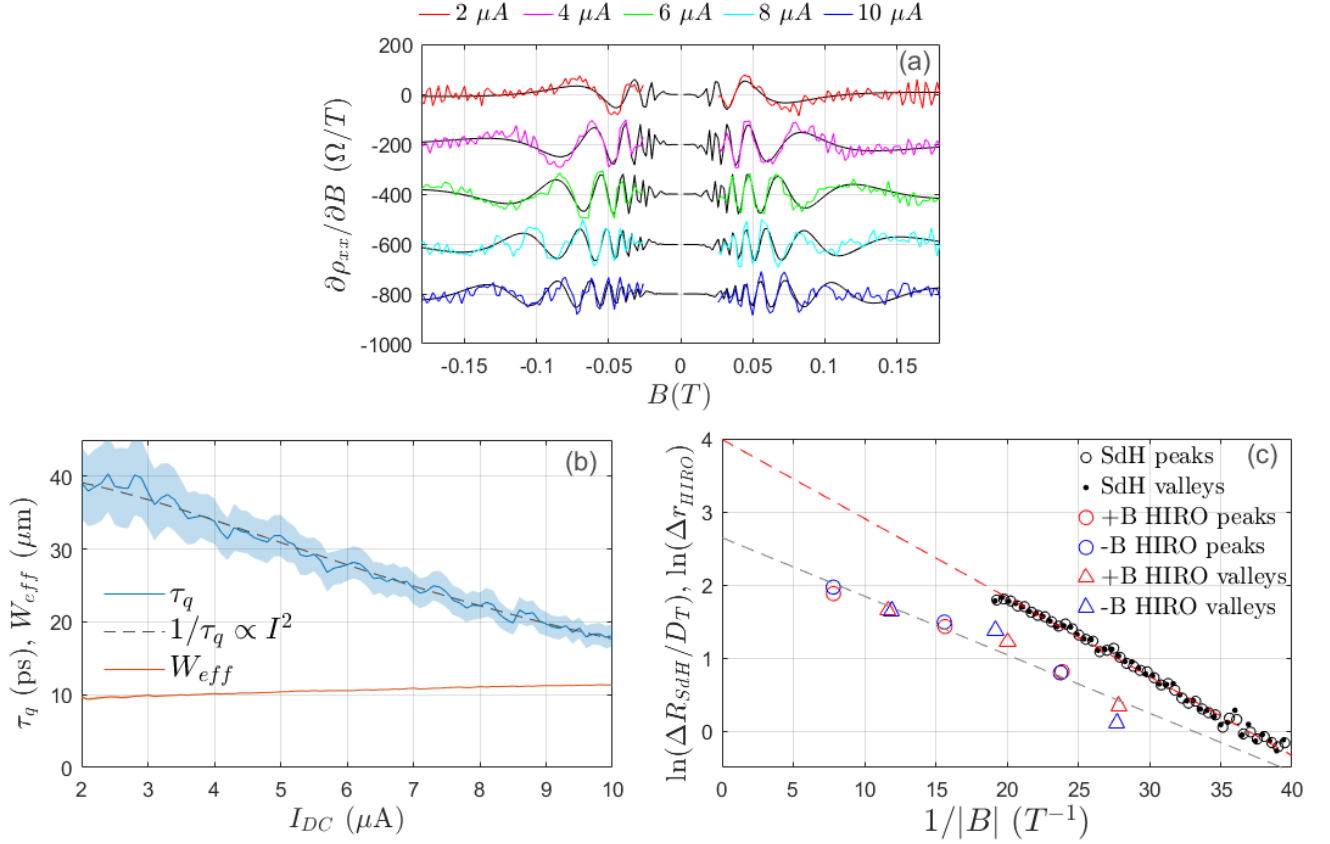 2 μA 4 μA 6 μA 8 μA 10 μA
(a)
200
0
-200
-400
-600
-800
-1000
∂ρxx/∂B (Ω/T)
-0.15 -0.1 -0.05 0 0.05 0.1 0.15
B(T)
(b)
40
30
20
10
0
τq (ps), Weff (μm)
τq
1/τq ∝ I²
Weff
2 3 4 5 6 7 8 9 10
IDC (μA)
(c)
4
3
2
1
0
ln(ΔRSdH/DT), ln(ΔrHIRO)
SdH peaks
SdH valleys
+B HIRO peaks
-B HIRO peaks
+B HIRO valleys
-B HIRO valleys
0 5 10 15 20 25 30 35 40
1/|B| (T⁻¹)